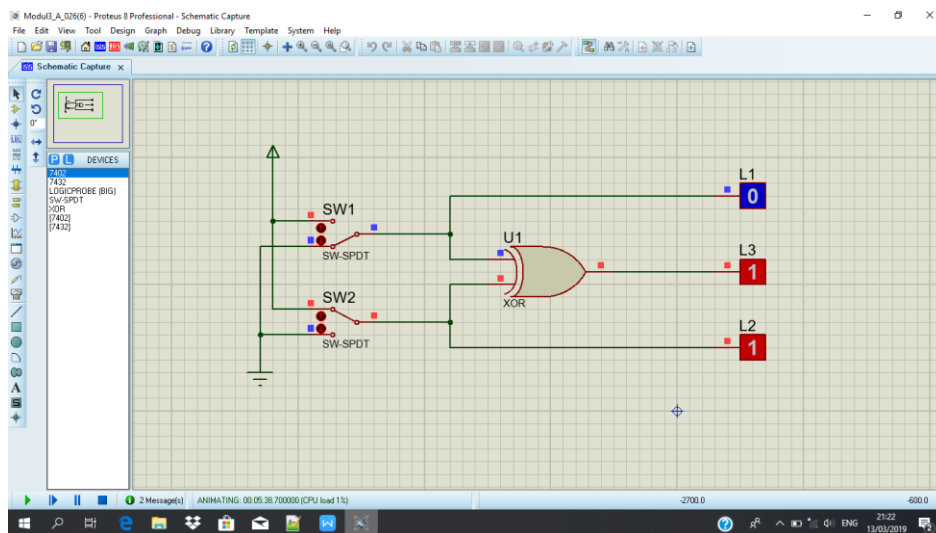 Modul3_A_026(6) - Proteus 8 Professional - Schematic Capture
File Edit View Tool Design Graph Debug Library Template System Help
Schematic Capture x
0°
LBL
P L DEVICES
7402
7432
LOGICPROBE (BIG)
SW-SPDT
XOR
[7402]
[7432]
L1
0
SW1
SW-SPDT
U1
XOR
L3
1
SW2
SW-SPDT
L2
1
2 Message(s) ANIMATING: 00:05:38.700000 (CPU load 1%) -2700.0 -600.0
ENG 21:22
13/03/2019